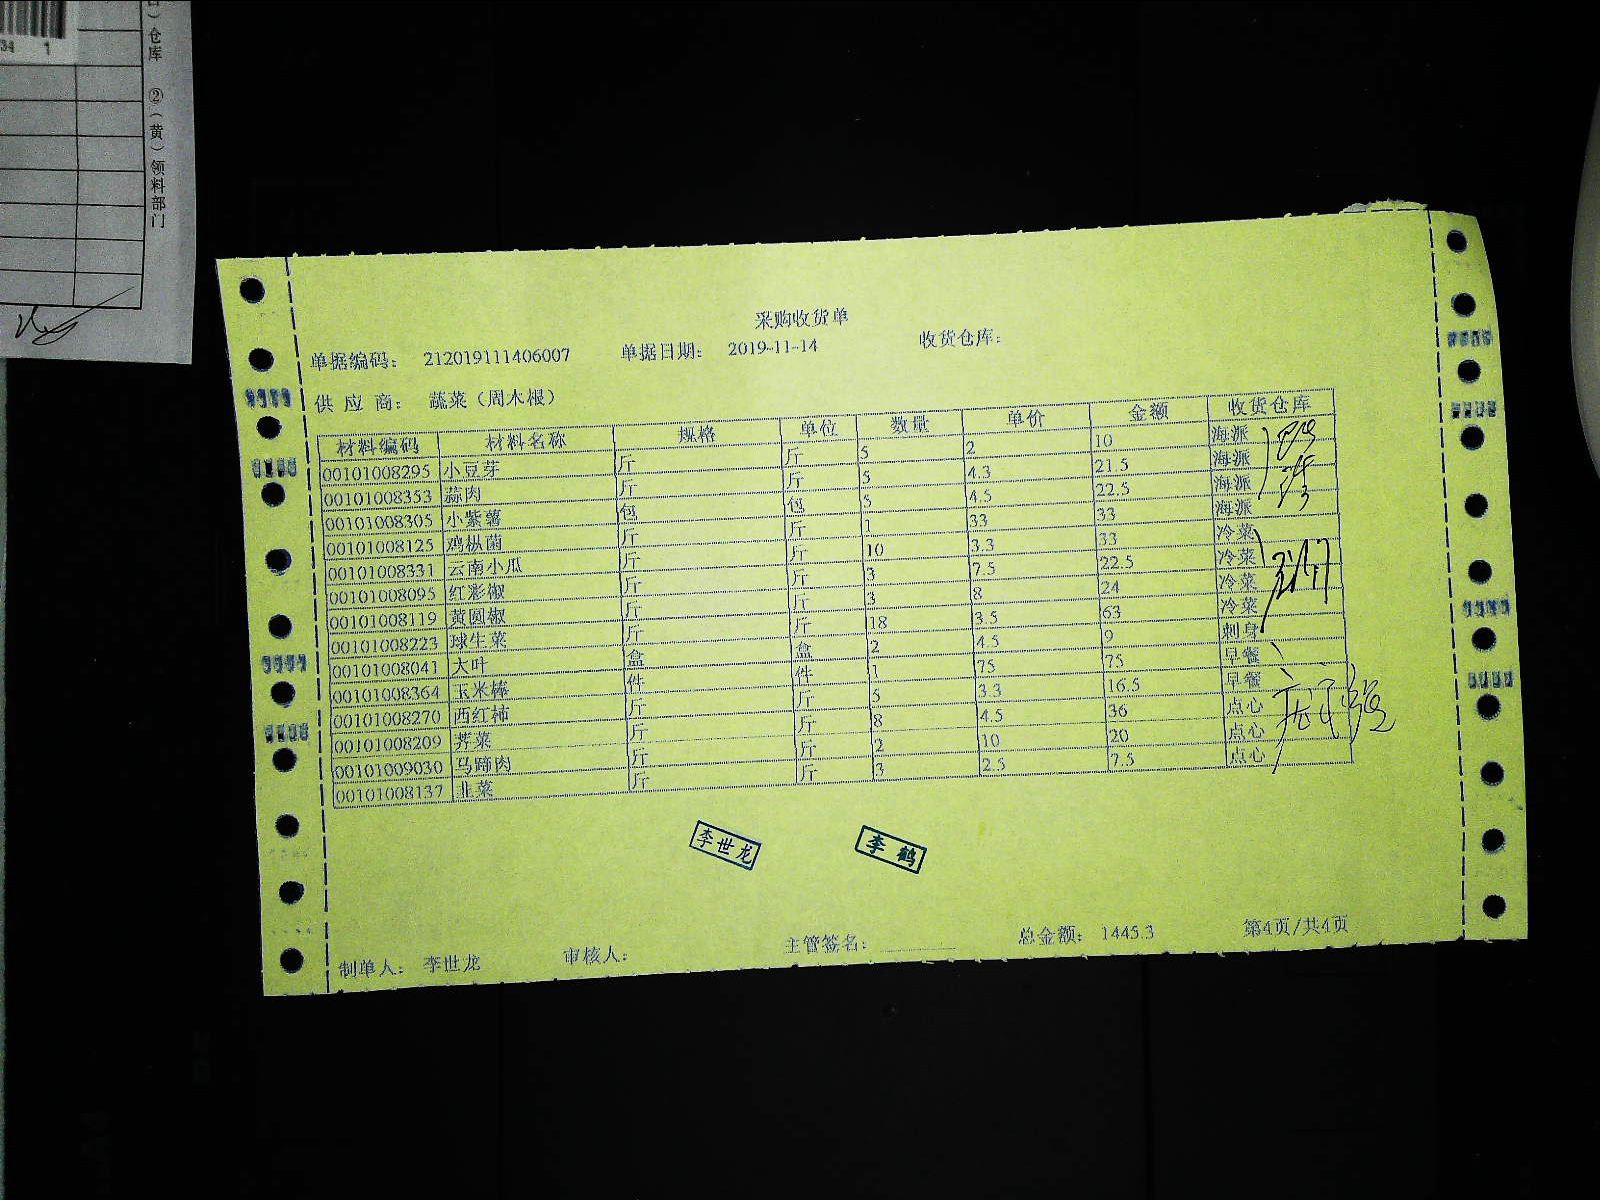 34 1
仓库 ②（黄）领料部门
采购收货单
单据编码： 212019111406007 单据日期： 2019-11-14 收货仓库：
供 应 商： 蔬菜（周木根）
材料编码 材料名称 规格 单位 数量 单价 金额 收货仓库
00101008295 小豆芽 斤 斤 5 2 10 海派
00101008353 蒜肉 斤 斤 5 4.3 21.5 海派
00101008305 小紫薯 包 包 5 4.5 22.5 海派
00101008125 鸡枞菌 斤 斤 1 33 33 海派
00101008331 云南小瓜 斤 斤 10 3.3 33 冷菜
00101008095 红彩椒 斤 斤 3 7.5 22.5 冷菜
00101008119 黄圆椒 斤 斤 3 8 24 冷菜
00101008223 球生菜 斤 斤 18 3.5 63 冷菜
00101008041 大叶 盒 盒 2 4.5 9 刺身
00101008364 玉米棒 件 件 1 75 75 早餐
00101008270 西红柿 斤 斤 5 3.3 16.5 早餐
00101008209 荠菜 斤 斤 8 4.5 36 点心
00101009030 马蹄肉 斤 斤 2 10 20 点心
00101008137 韭菜 斤 斤 3 2.5 7.5 点心
李世龙 李鹤
制单人： 李世龙 审核人： 主管签名： 总金额： 1445.3 第4页/共4页